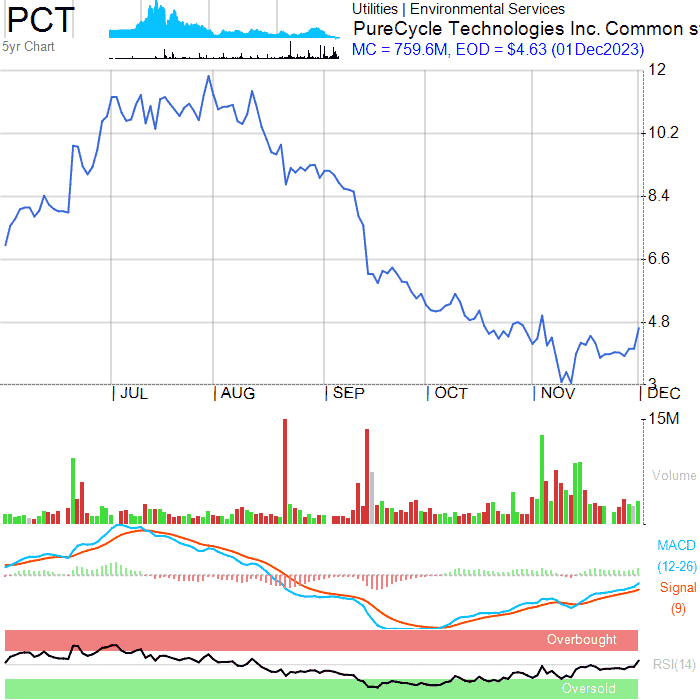 PCT
5yr Chart
Utilities | Environmental Services
PureCycle Technologies Inc. Common s
MC = 759.6M, EOD = $4.63 (01Dec2023)
12
10.2
8.4
6.6
4.8
3
| JUL | AUG | SEP | OCT | NOV | DEC
15M
Volume
MACD
(12-26)
Signal
(9)
Overbought
RSI(14)
Oversold